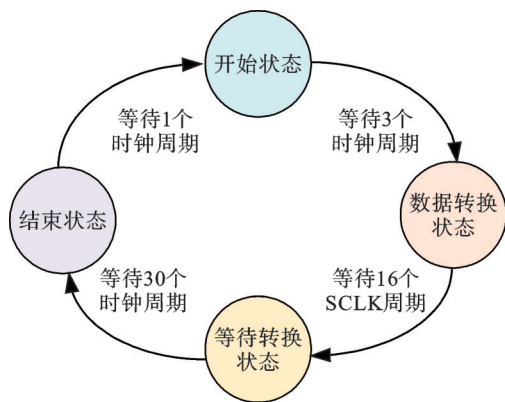 开始状态
等待1个
时钟周期
等待3个
时钟周期
结束状态
数据转换
状态
等待30个
时钟周期
等待16个
SCLK周期
等待转换
状态